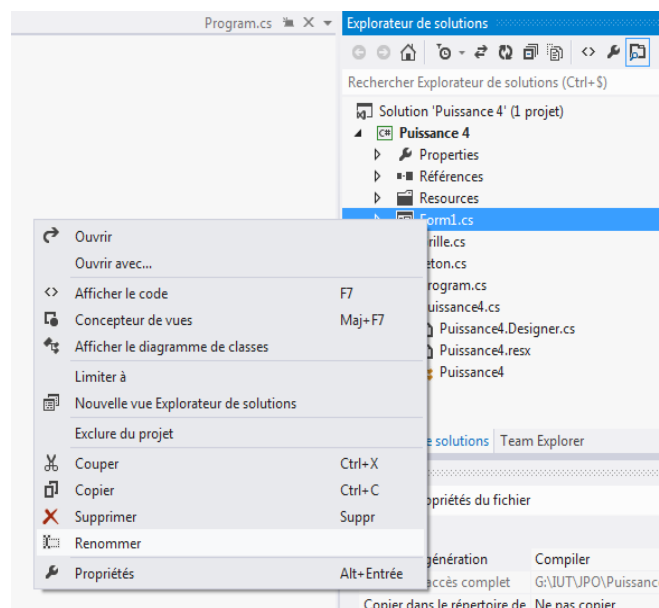 Program.cs
Explorateur de solutions
Rechercher Explorateur de solutions (Ctrl+$)
Solution 'Puissance 4' (1 projet)
C# Puissance 4
Properties
Références
Resources
Form1.cs
rille.cs
eton.cs
rogram.cs
uissance4.cs
Puissance4.Designer.cs
Puissance4.resx
Puissance4
Ouvrir
Ouvrir avec...
Afficher le code F7
Concepteur de vues Maj+F7
Afficher le diagramme de classes
Limiter à
Nouvelle vue Explorateur de solutions
Exclure du projet
Couper Ctrl+X
Copier Ctrl+C
Supprimer Suppr
Renommer
Propriétés Alt+Entrée
e solutions Team Explorer
opriétés du fichier
génération Compiler
accès complet G:\IUT\JPO\Puissanc
Copier dans le répertoire de Ne pas copier